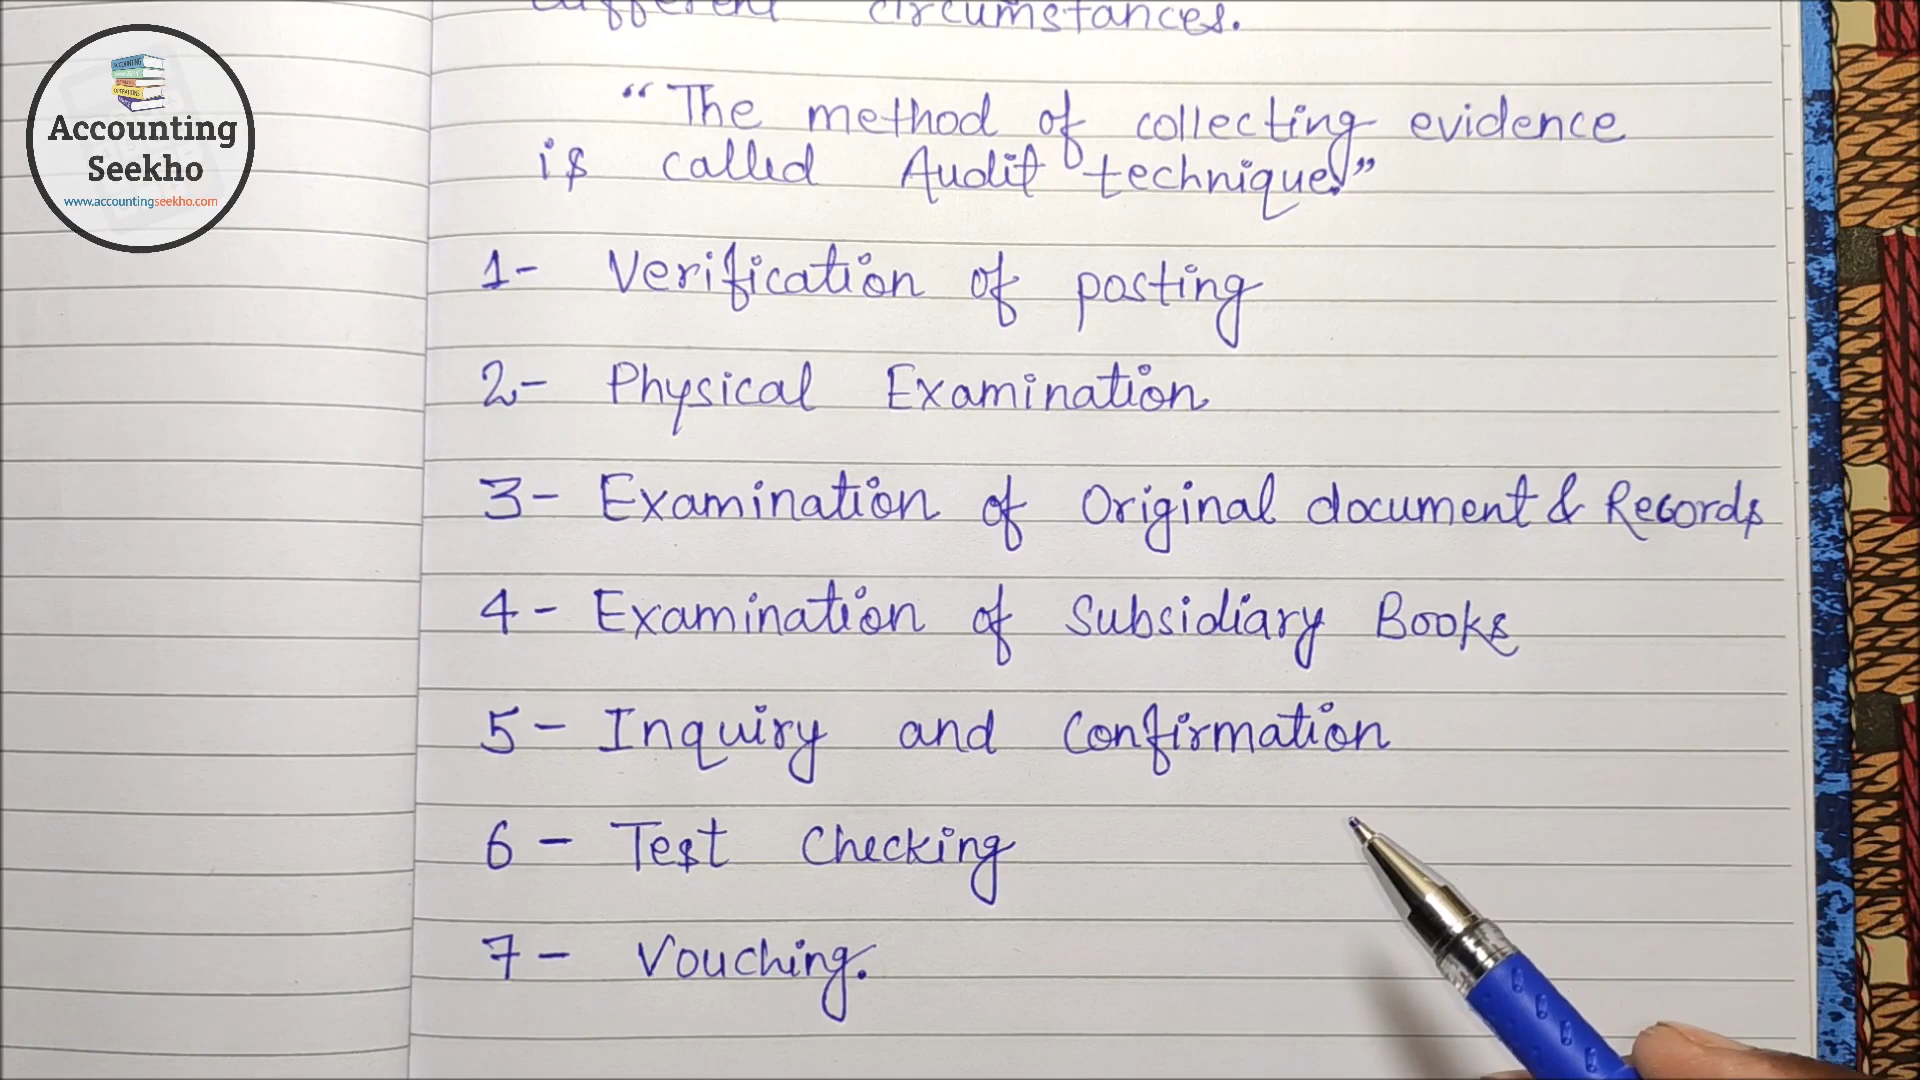 different circumstances.
Accounting
Seekho
www.accountingseekho.com
"The method of collecting evidence
is called Audit technique"
1- Verification of posting
2- Physical Examination
3- Examination of Original document & Records
4- Examination of Subsidiary Books
5- Inquiry and Confirmation
6- Test Checking
7- Vouching.